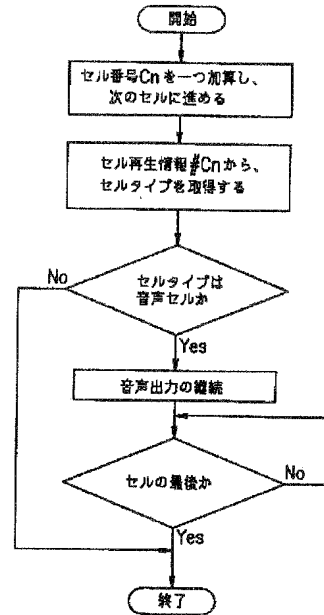 開始
セル番号Cnを一つ加算し、
次のセルに進める
セル再生情報#Cnから、
セルタイプを取得する
セルタイプは
音声セルか
No
Yes
音声出力の継続
セルの最後か
No
Yes
終了